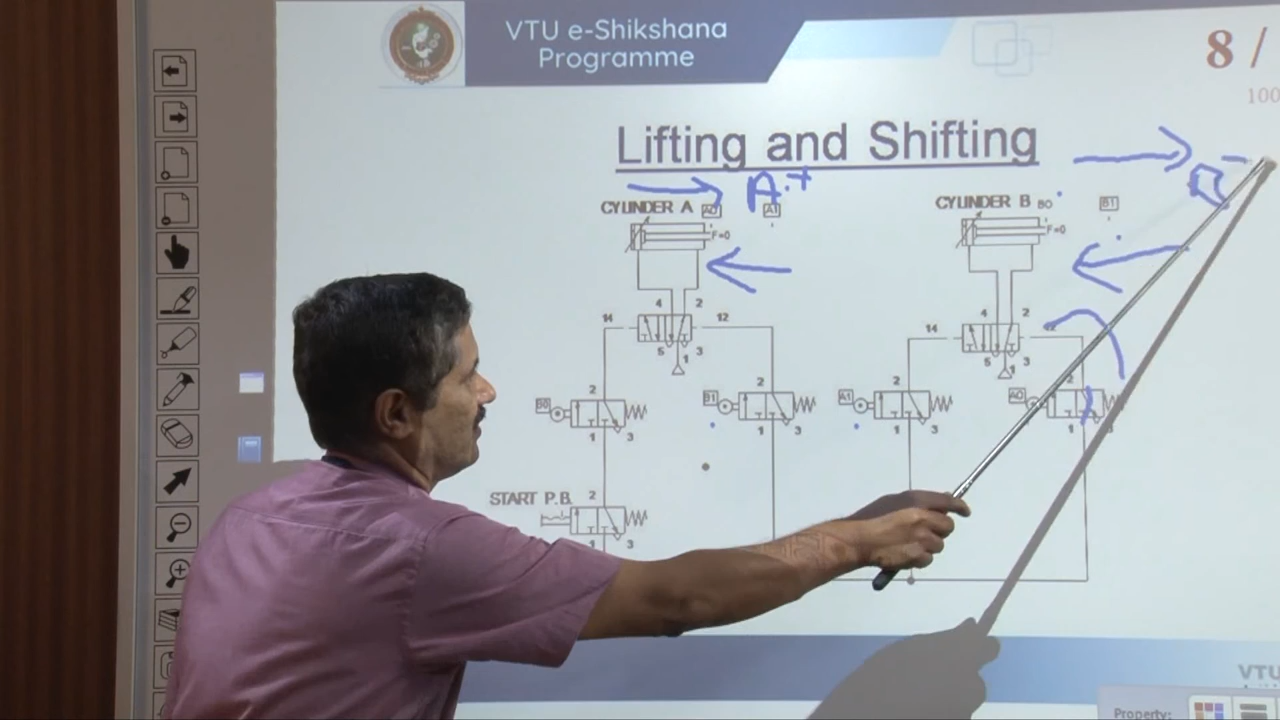 VTU e-Shikshana
Programme
8 /
100
Lifting and Shifting
A+
CYLINDER A A0 A1
CYLINDER B B0 B1
F=0
F=0
4 2
4 2
14 12
14
5 1 3
5 1 3
2 2 2 2
B0 B1 A1 A0
1 3 1 3 1 3 1
START P.B. 2
1 3
VTU
Property: